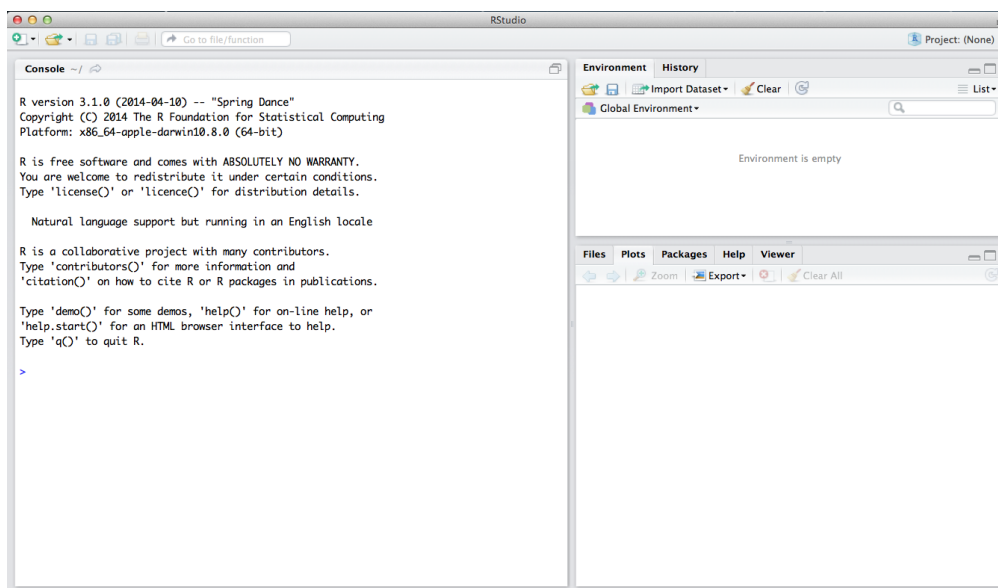 RStudio
Go to file/function
Project: (None)
Console ~/
R version 3.1.0 (2014-04-10) -- "Spring Dance"
Copyright (C) 2014 The R Foundation for Statistical Computing
Platform: x86_64-apple-darwin10.8.0 (64-bit)
R is free software and comes with ABSOLUTELY NO WARRANTY.
You are welcome to redistribute it under certain conditions.
Type 'license()' or 'licence()' for distribution details.
Natural language support but running in an English locale
R is a collaborative project with many contributors.
Type 'contributors()' for more information and
'citation()' on how to cite R or R packages in publications.
Type 'demo()' for some demos, 'help()' for on-line help, or
'help.start()' for an HTML browser interface to help.
Type 'q()' to quit R.
>
Environment History
Import Dataset Clear List
Global Environment
Environment is empty
Files Plots Packages Help Viewer
Zoom Export Clear All